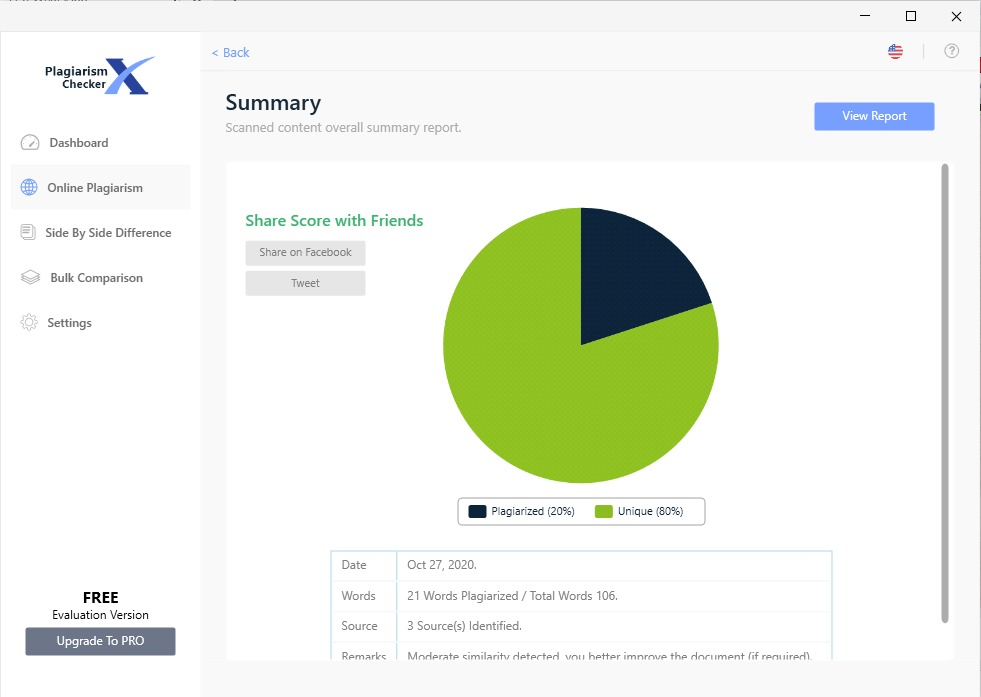 < Back
Plagiarism
Checker
X
Summary
Scanned content overall summary report.
View Report
Dashboard
Online Plagiarism
Side By Side Difference
Bulk Comparison
Settings
Share Score with Friends
Share on Facebook
Tweet
Plagiarized (20%) Unique (80%)
Date Oct 27, 2020.
Words 21 Words Plagiarized / Total Words 106.
Source 3 Source(s) Identified.
Remarks Moderate similarity detected, you better improve the document (if required).
FREE
Evaluation Version
Upgrade To PRO